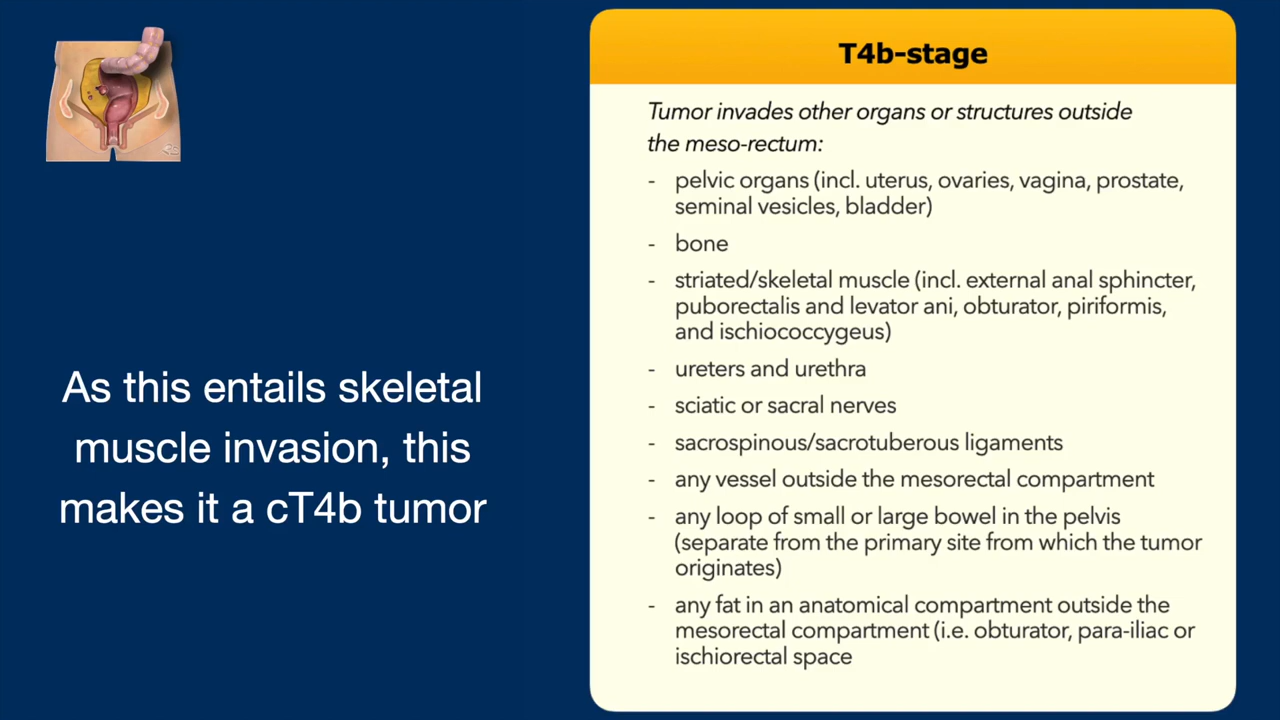 As this entails skeletal
muscle invasion, this
makes it a cT4b tumor
T4b-stage
Tumor invades other organs or structures outside
the meso-rectum:
- pelvic organs (incl. uterus, ovaries, vagina, prostate,
seminal vesicles, bladder)
- bone
- striated/skeletal muscle (incl. external anal sphincter,
puborectalis and levator ani, obturator, piriformis,
and ischiococcygeus)
- ureters and urethra
- sciatic or sacral nerves
- sacrospinous/sacrotuberous ligaments
- any vessel outside the mesorectal compartment
- any loop of small or large bowel in the pelvis
(separate from the primary site from which the tumor
originates)
- any fat in an anatomical compartment outside the
mesorectal compartment (i.e. obturator, para-iliac or
ischiorectal space